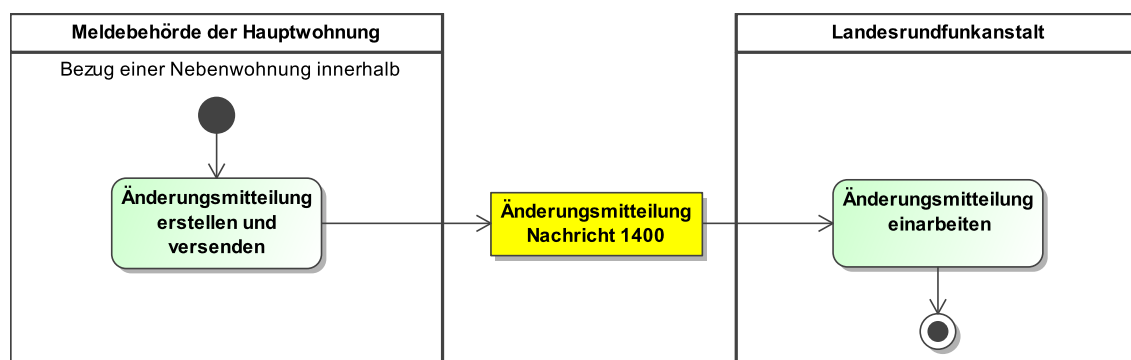 Meldebehörde der Hauptwohnung
Landesrundfunkanstalt
Bezug einer Nebenwohnung innerhalb
Änderungsmitteilung
erstellen und
versenden
Änderungsmitteilung
Nachricht 1400
Änderungsmitteilung
einarbeiten